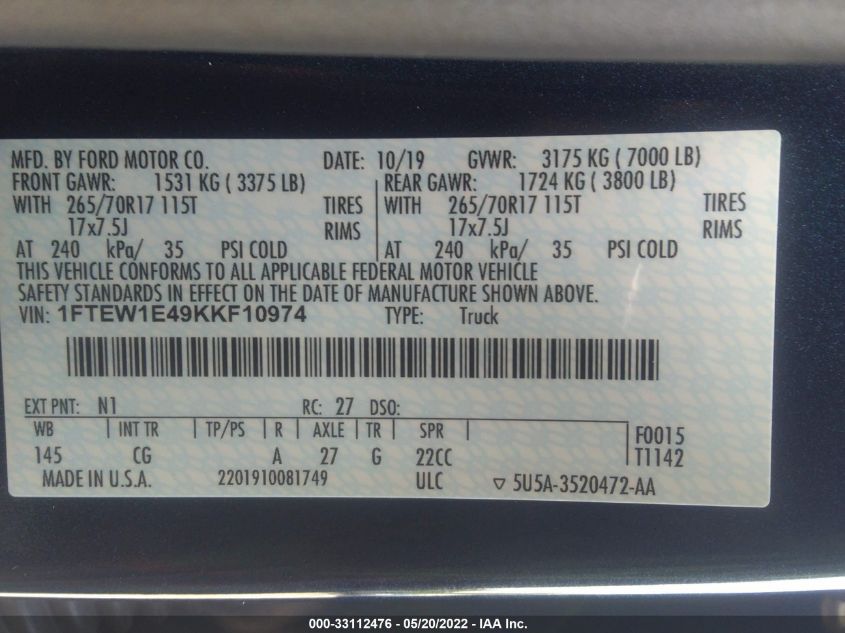 MFD. BY FORD MOTOR CO. DATE: 10/19 GVWR: 3175 KG ( 7000 LB)
FRONT GAWR: 1531 KG ( 3375 LB) REAR GAWR: 1724 KG ( 3800 LB)
WITH 265/70R17 115T TIRES WITH 265/70R17 115T TIRES
17x7.5J RIMS 17x7.5J RIMS
AT 240 kPa/ 35 PSI COLD AT 240 kPa/ 35 PSI COLD
THIS VEHICLE CONFORMS TO ALL APPLICABLE FEDERAL MOTOR VEHICLE
SAFETY STANDARDS IN EFFECT ON THE DATE OF MANUFACTURE SHOWN ABOVE.
VIN: 1FTEW1E49KKF10974 TYPE: Truck
EXT PNT: N1 RC: 27 DSO:
WB | INT TR | TP/PS | R | AXLE | TR | SPR | F0015
145 CG A 27 G 22CC T1142
MADE IN U.S.A. 2201910081749 ULC ▽ 5U5A-3520472-AA
000-33112476 - 05/20/2022 - IAA Inc.